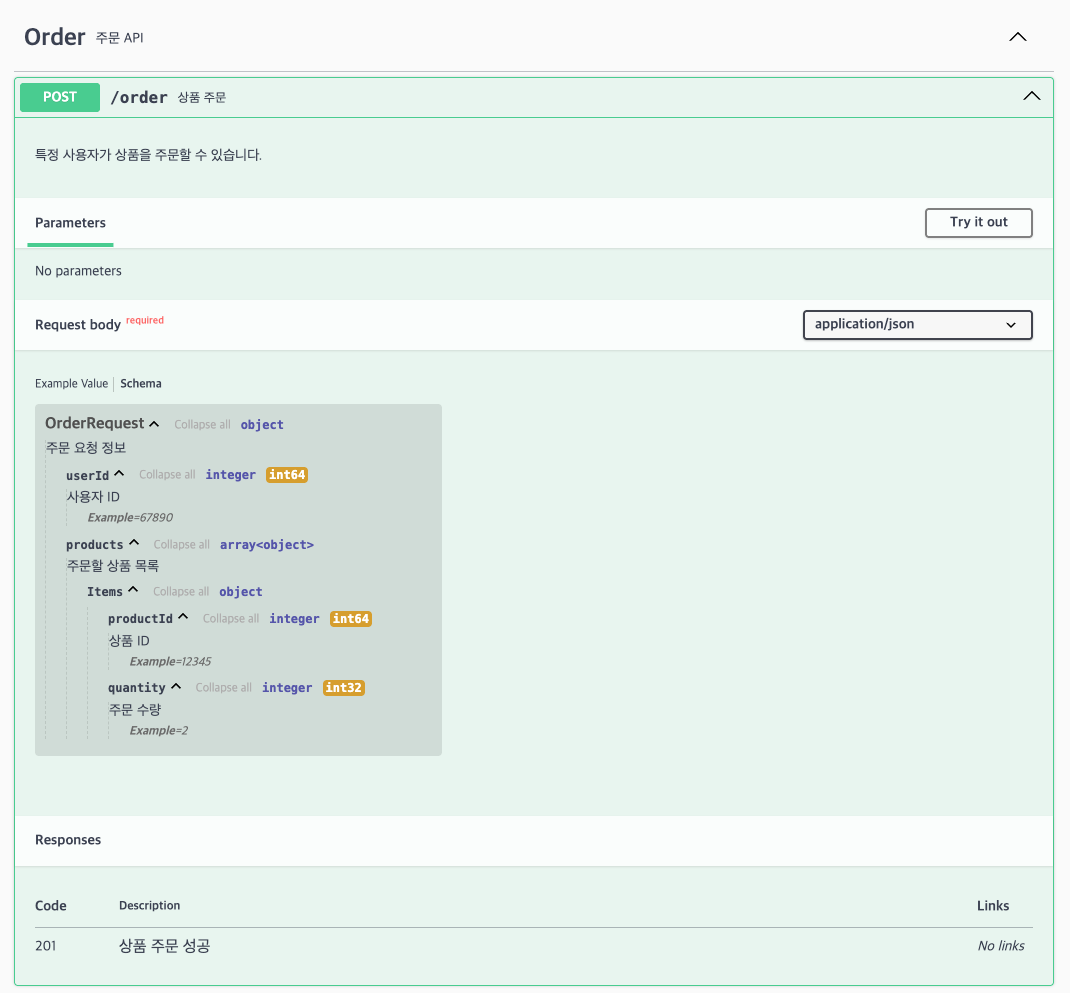 Order 주문 API
POST /order 상품 주문
특정 사용자가 상품을 주문할 수 있습니다.
Parameters Try it out
No parameters
Request body required application/json
Example Value Schema
OrderRequest Collapse all object
주문 요청 정보
userId Collapse all integer int64
사용자 ID
Example=67890
products Collapse all array<object>
주문할 상품 목록
Items Collapse all object
productId Collapse all integer int64
상품 ID
Example=12345
quantity Collapse all integer int32
주문 수량
Example=2
Responses
Code Description Links
201 상품 주문 성공 No links